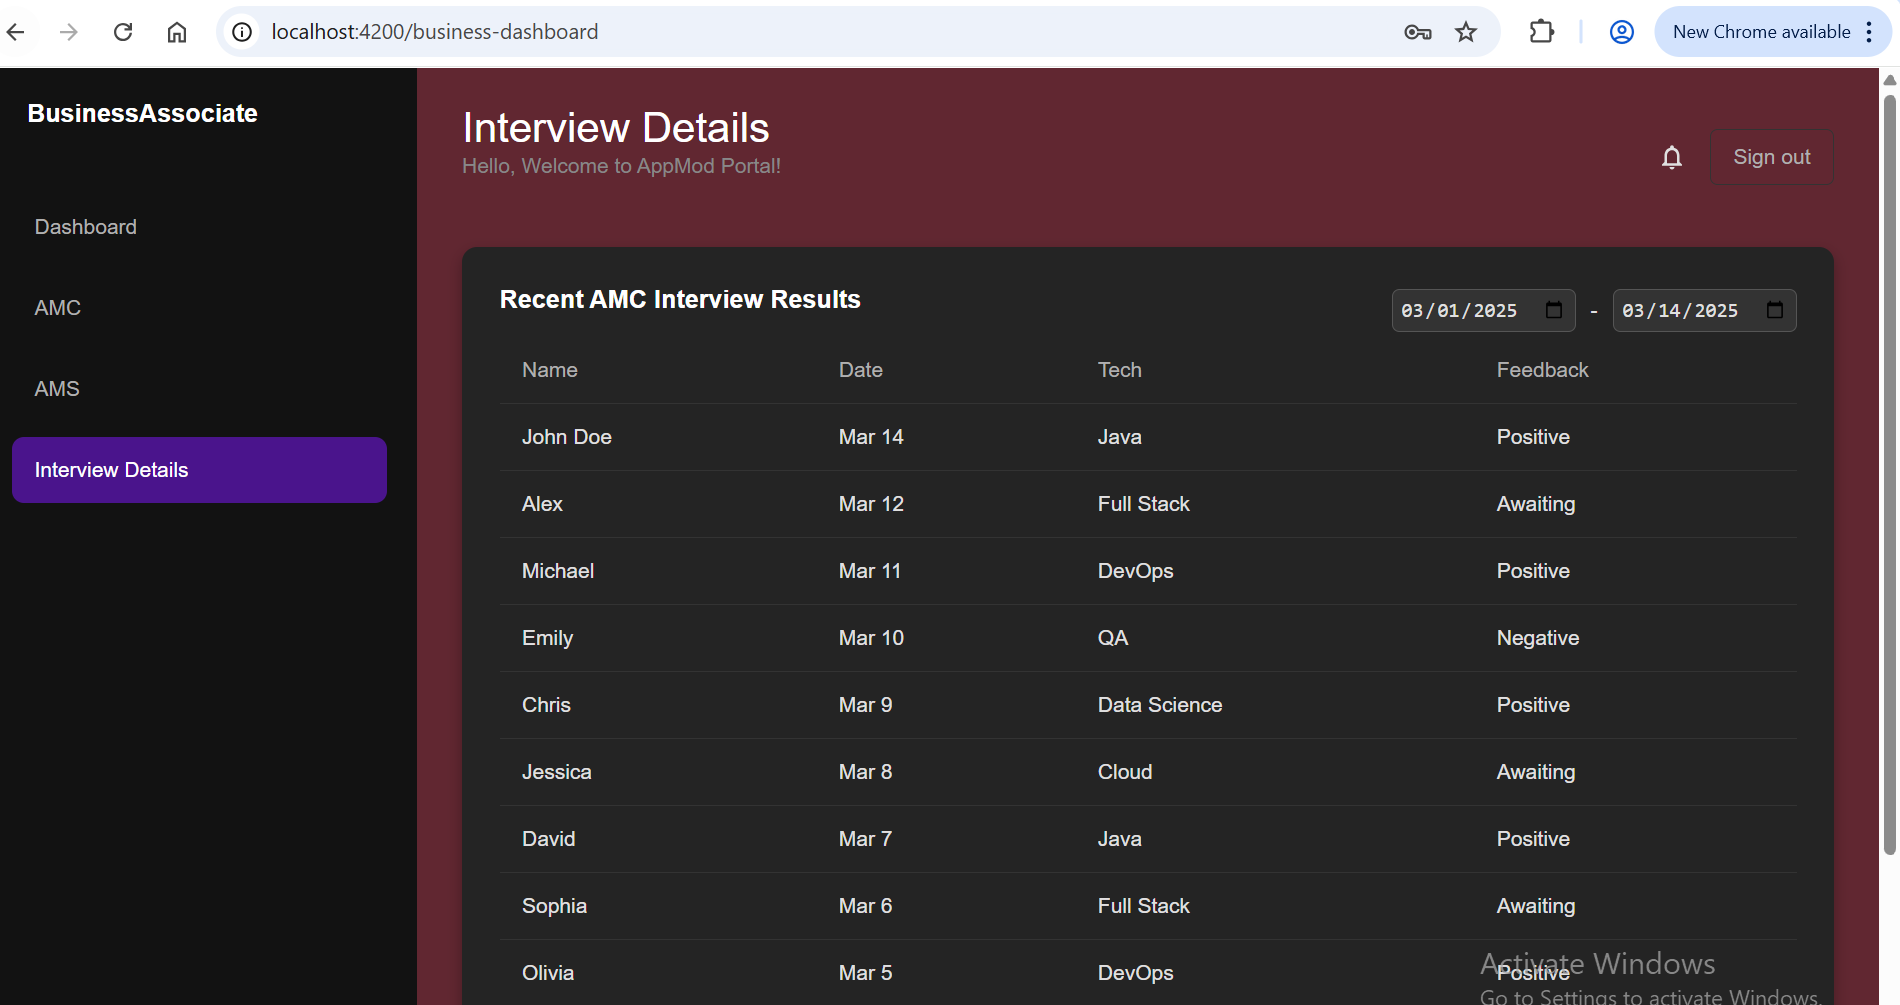 localhost:4200/business-dashboard
New Chrome available
BusinessAssociate
Dashboard
AMC
AMS
Interview Details
Interview Details
Hello, Welcome to AppMod Portal!
Sign out
Recent AMC Interview Results
03/01/2025 - 03/14/2025
Name Date Tech Feedback
John Doe Mar 14 Java Positive
Alex Mar 12 Full Stack Awaiting
Michael Mar 11 DevOps Positive
Emily Mar 10 QA Negative
Chris Mar 9 Data Science Positive
Jessica Mar 8 Cloud Awaiting
David Mar 7 Java Positive
Sophia Mar 6 Full Stack Awaiting
Olivia Mar 5 DevOps Positive
Activate Windows
Go to Settings to activate Windows.